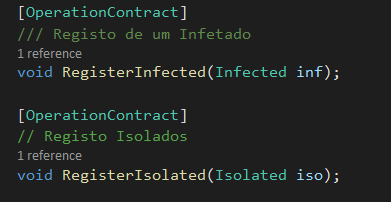 [OperationContract]
/// Registo de um Infetado
1 reference
void RegisterInfected(Infected inf);
[OperationContract]
// Registo Isolados
1 reference
void RegisterIsolated(Isolated iso);